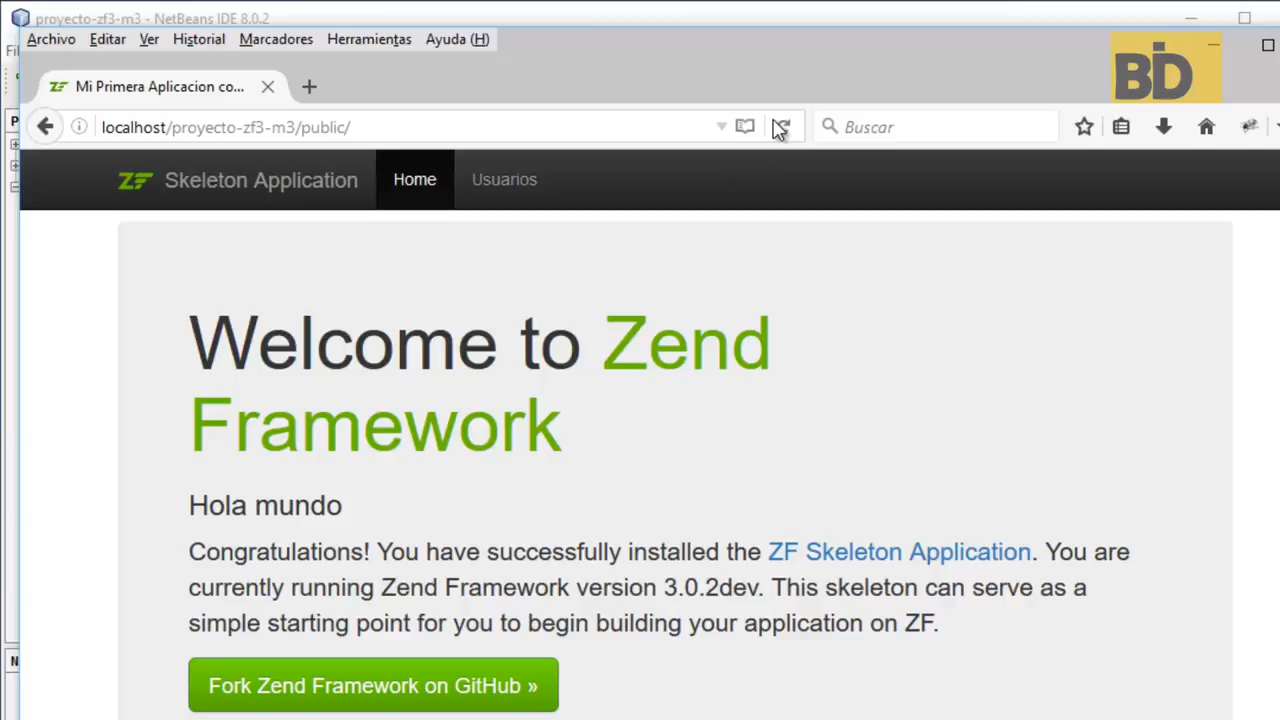 proyecto-zf3-m3 - NetBeans IDE 8.0.2
Archivo Editar Ver Historial Marcadores Herramientas Ayuda (H)
BID
ZF Mi Primera Aplicacion co...
localhost/proyecto-zf3-m3/public/
Buscar
ZF Skeleton Application Home Usuarios
Welcome to Zend
Framework
Hola mundo
Congratulations! You have successfully installed the ZF Skeleton Application. You are
currently running Zend Framework version 3.0.2dev. This skeleton can serve as a
simple starting point for you to begin building your application on ZF.
Fork Zend Framework on GitHub »